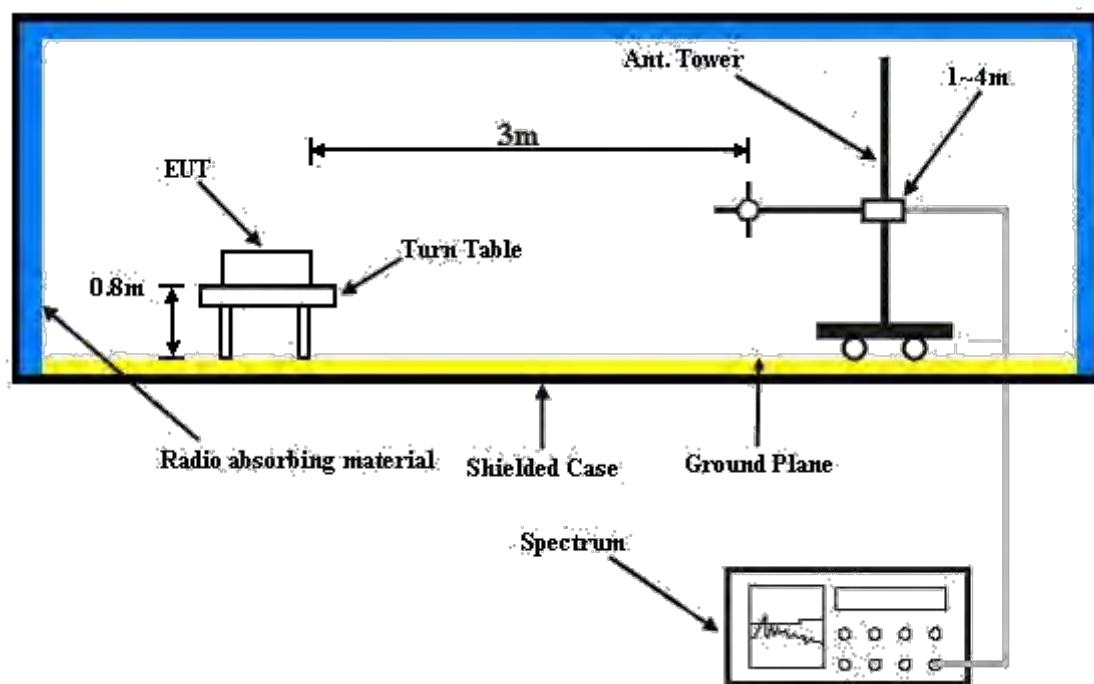 Ant. Tower
1~4m
3m
EUT
Turn Table
0.8m
Radio absorbing material
Shielded Case
Ground Plane
Spectrum